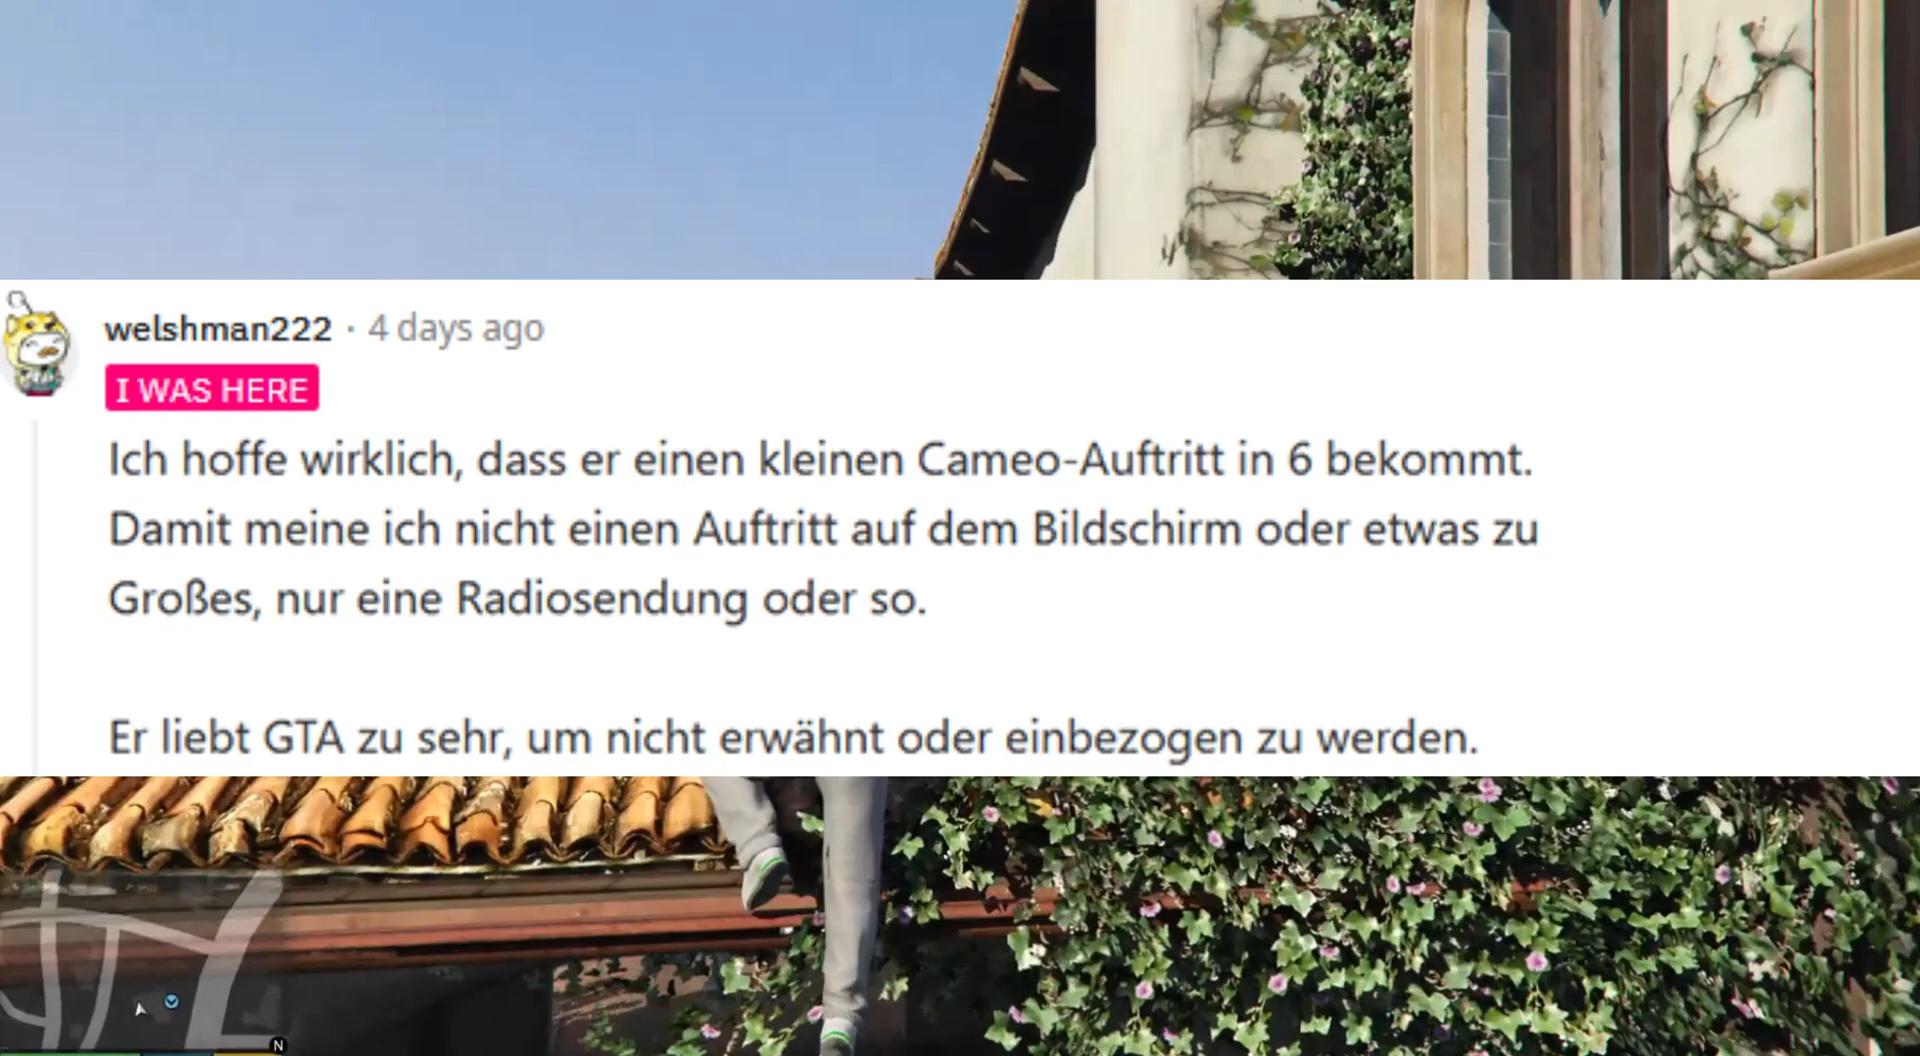 welshman222 · 4 days ago
I WAS HERE
Ich hoffe wirklich, dass er einen kleinen Cameo-Auftritt in 6 bekommt.
Damit meine ich nicht einen Auftritt auf dem Bildschirm oder etwas zu
Großes, nur eine Radiosendung oder so.
Er liebt GTA zu sehr, um nicht erwähnt oder einbezogen zu werden.
N